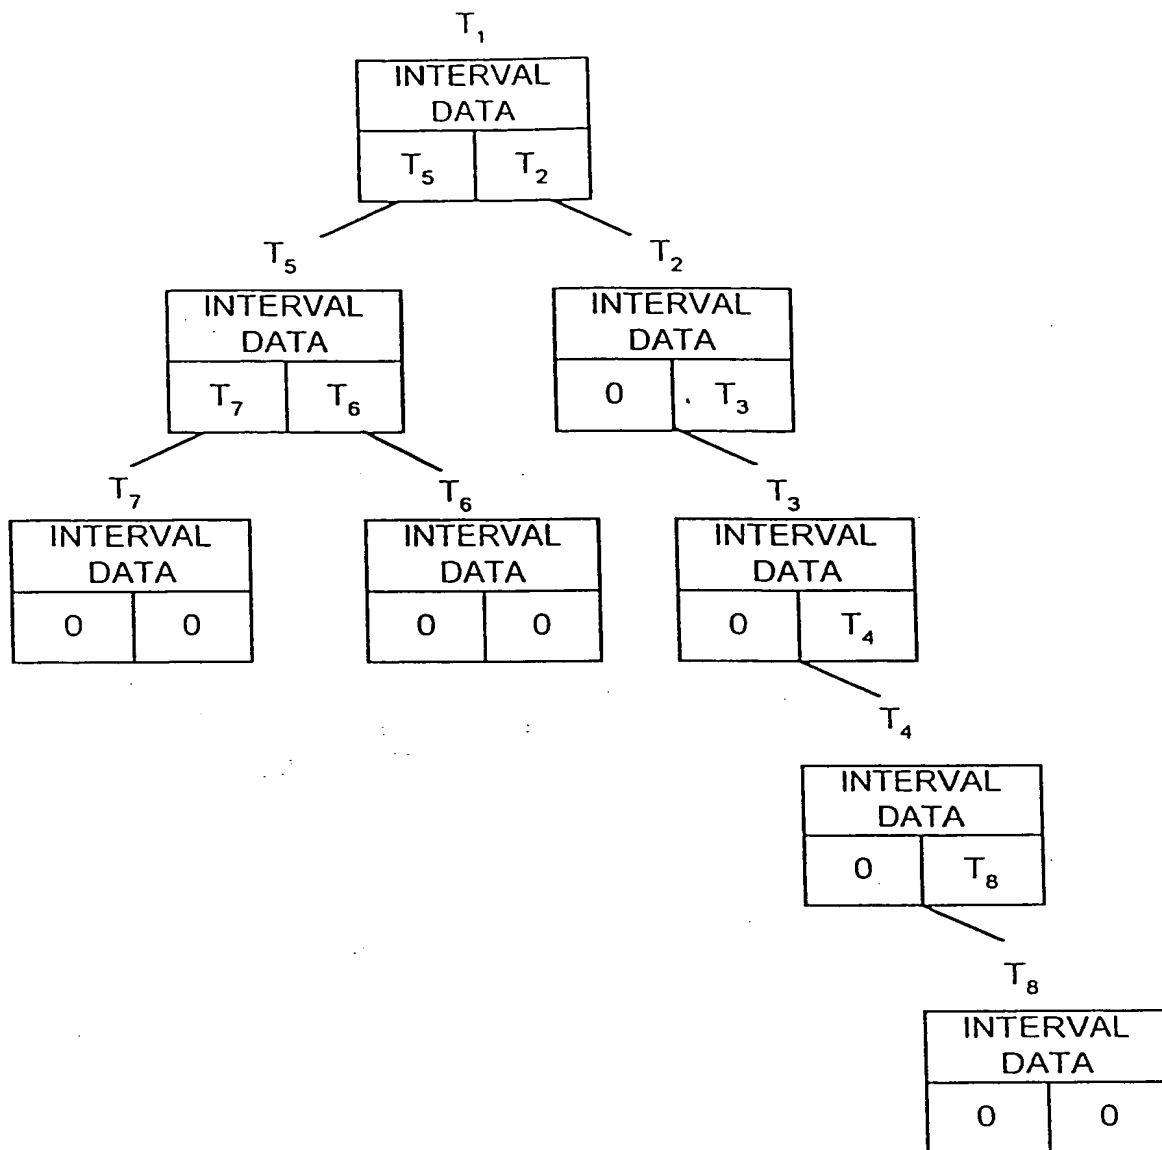 T₁
INTERVAL
DATA
T₅ T₂
T₅ T₂
INTERVAL
DATA
T₇ T₆
INTERVAL
DATA
0 T₃
T₇ T₆ T₃
INTERVAL
DATA
0 0
INTERVAL
DATA
0 0
INTERVAL
DATA
0 T₄
T₄
INTERVAL
DATA
0 T₈
T₈
INTERVAL
DATA
0 0